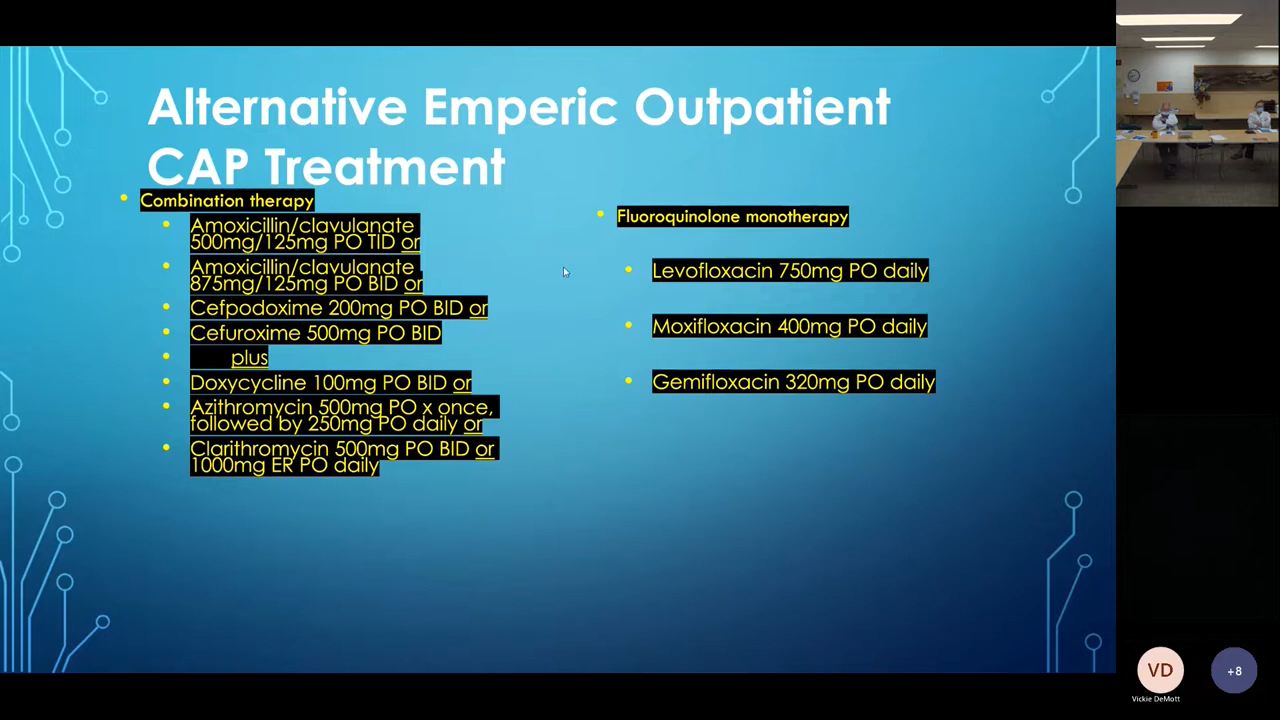 Alternative Emperic Outpatient
CAP Treatment
Combination therapy
Amoxicillin/clavulanate
500mg/125mg PO TID or
Amoxicillin/clavulanate
875mg/125mg PO BID or
Cefpodoxime 200mg PO BID or
Cefuroxime 500mg PO BID
plus
Doxycycline 100mg PO BID or
Azithromycin 500mg PO x once,
followed by 250mg PO daily or
Clarithromycin 500mg PO BID or
1000mg ER PO daily
Fluoroquinolone monotherapy
Levofloxacin 750mg PO daily
Moxifloxacin 400mg PO daily
Gemifloxacin 320mg PO daily
VD
+8
Vickie DeMott